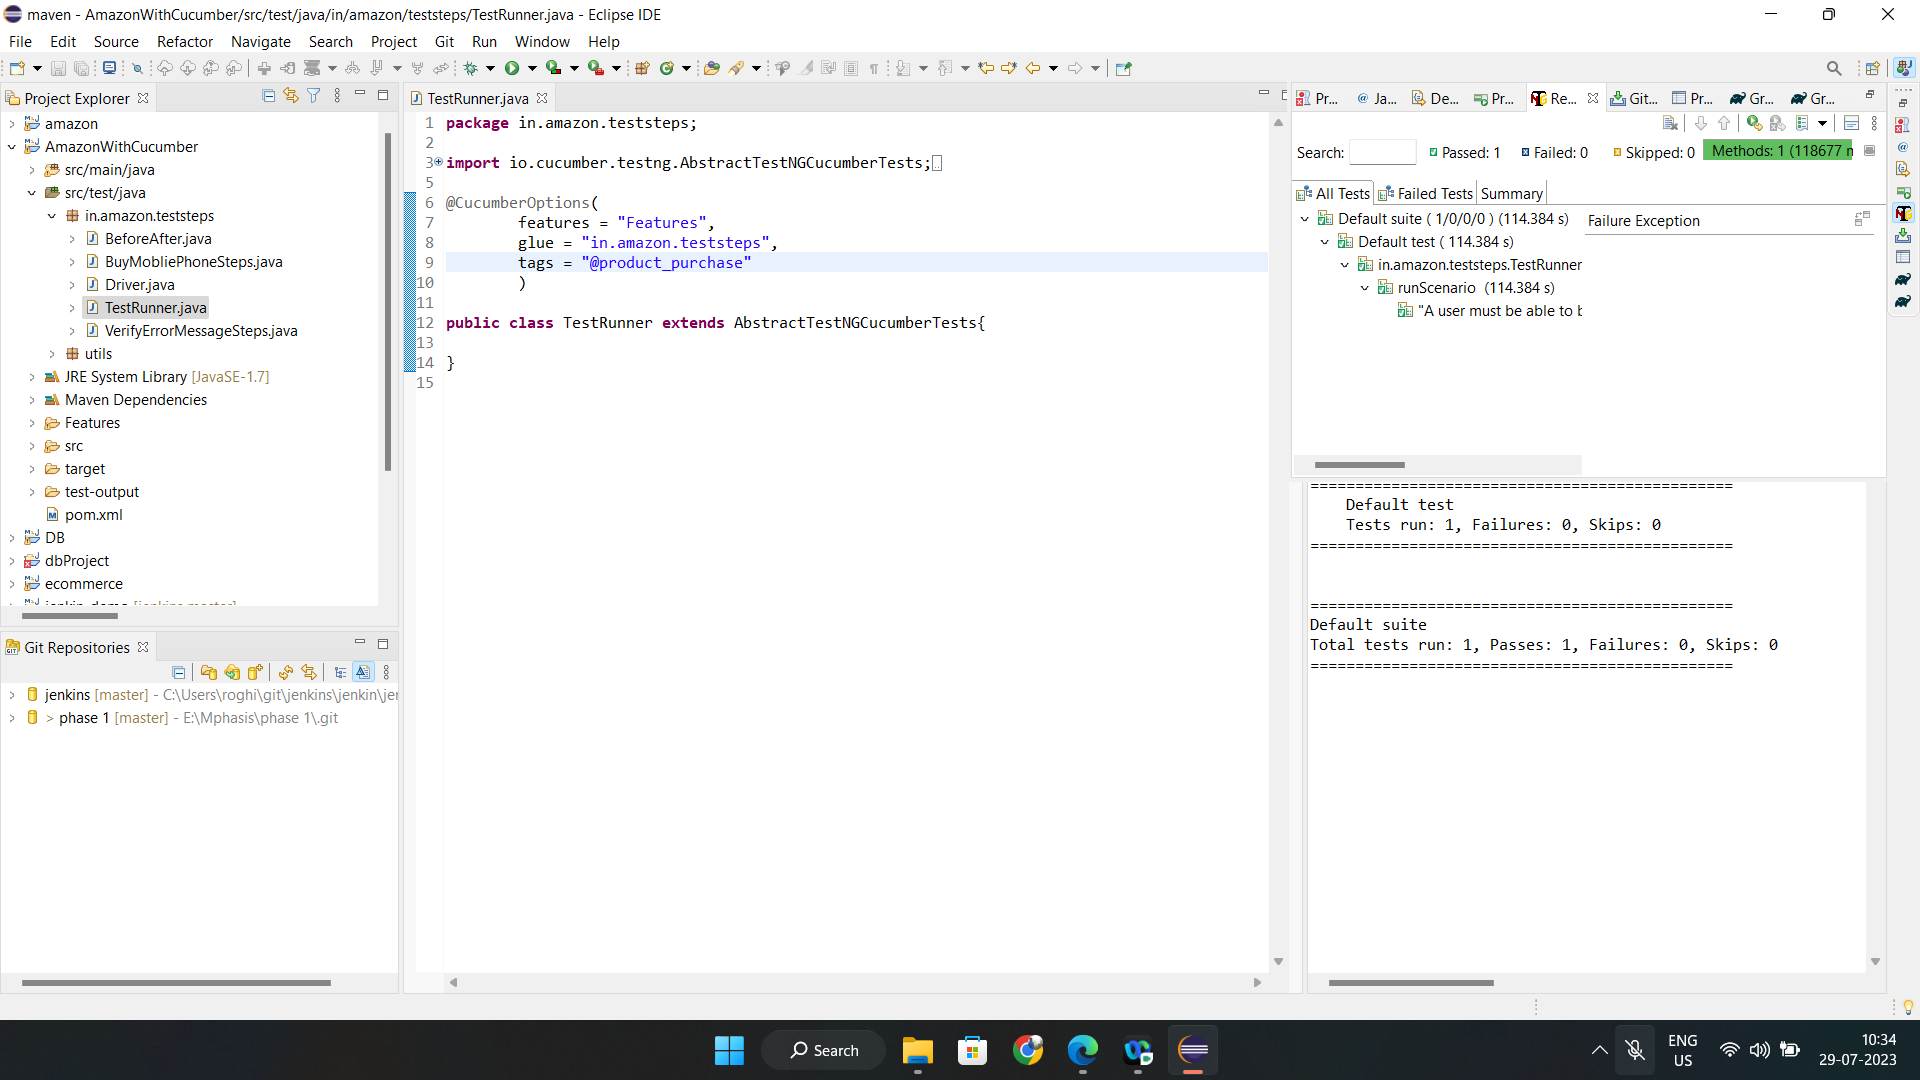 maven - AmazonWithCucumber/src/test/java/in/amazon/teststeps/TestRunner.java - Eclipse IDE
File Edit Source Refactor Navigate Search Project Git Run Window Help
Project Explorer
amazon
AmazonWithCucumber
src/main/java
src/test/java
in.amazon.teststeps
BeforeAfter.java
BuyMobliePhoneSteps.java
Driver.java
TestRunner.java
VerifyErrorMessageSteps.java
utils
JRE System Library [JavaSE-1.7]
Maven Dependencies
Features
src
target
test-output
pom.xml
DB
dbProject
ecommerce
Git Repositories
jenkins [master] - C:\Users\roghi\git\jenkins\jenkin\jer
> phase 1 [master] - E:\Mphasis\phase 1\.git
TestRunner.java
1 package in.amazon.teststeps;
2
3 import io.cucumber.testng.AbstractTestNGCucumberTests;
5
6 @CucumberOptions(
7 features = "Features",
8 glue = "in.amazon.teststeps",
9 tags = "@product_purchase"
10 )
11
12 public class TestRunner extends AbstractTestNGCucumberTests{
13
14 }
15
Pr... Ja... De... Pr... Re... Git... Pr... Gr... Gr...
Search: Passed: 1 Failed: 0 Skipped: 0 Methods: 1 (118677 m
All Tests Failed Tests Summary
Default suite ( 1/0/0/0 ) (114.384 s)
Default test ( 114.384 s)
in.amazon.teststeps.TestRunner
runScenario (114.384 s)
"A user must be able to b
Failure Exception
===============================================
Default test
Tests run: 1, Failures: 0, Skips: 0
===============================================
===============================================
Default suite
Total tests run: 1, Passes: 1, Failures: 0, Skips: 0
===============================================
Search
ENG
US
10:34
29-07-2023